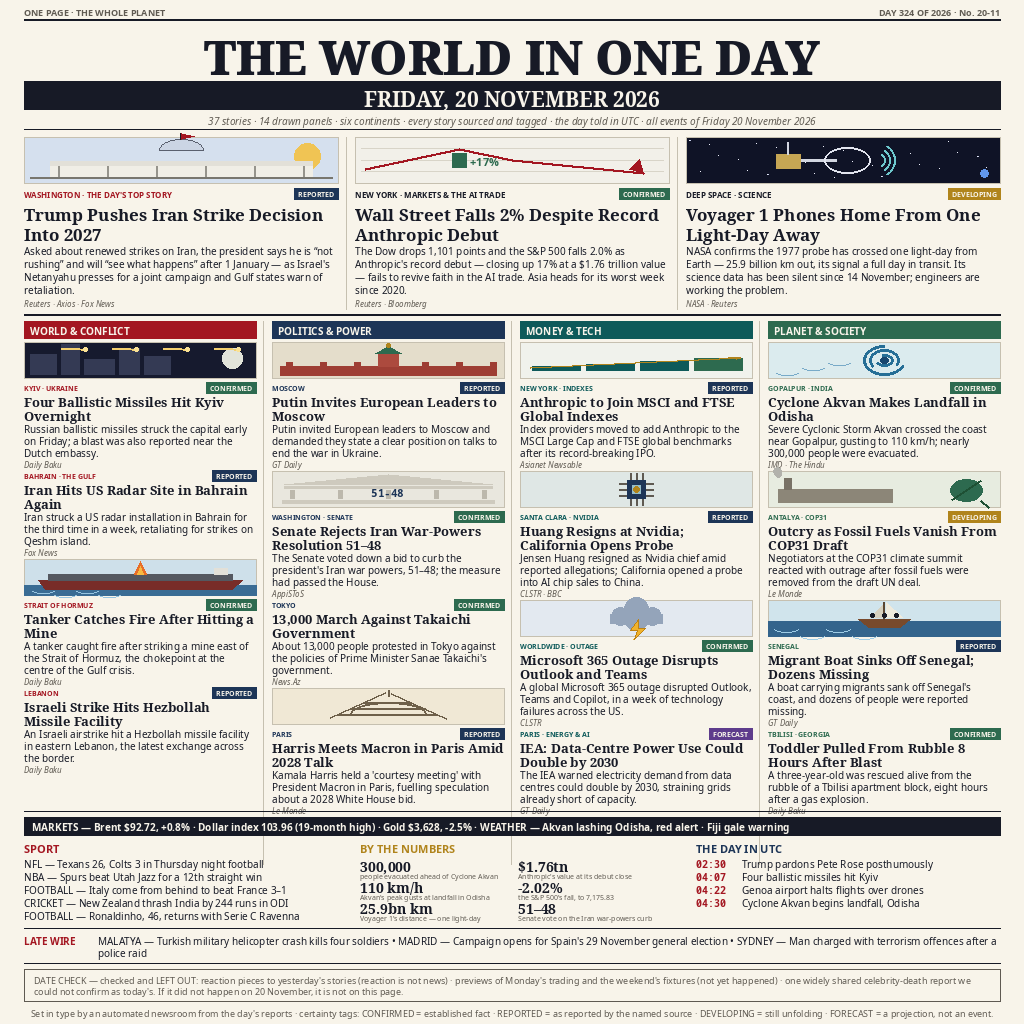 ONE PAGE · THE WHOLE PLANET
DAY 324 OF 2026 · No. 20-11
THE WORLD IN ONE DAY
FRIDAY, 20 NOVEMBER 2026
37 stories · 14 drawn panels · six continents · every story sourced and tagged · the day told in UTC · all events of Friday 20 November 2026
WASHINGTON · THE DAY'S TOP STORY
REPORTED
Trump Pushes Iran Strike Decision
Into 2027
Asked about renewed strikes on Iran, the president says he is “not
rushing” and will “see what happens” after 1 January — as Israel's
Netanyahu presses for a joint campaign and Gulf states warn of
retaliation.
Reuters · Axios · Fox News
+17%
NEW YORK · MARKETS & THE AI TRADE
CONFIRMED
Wall Street Falls 2% Despite Record
Anthropic Debut
The Dow drops 1,101 points and the S&P 500 falls 2.0% as
Anthropic's record debut — closing up 17% at a $1.76 trillion value
— fails to revive faith in the AI trade. Asia heads for its worst week
since 2020.
Reuters · Bloomberg
DEEP SPACE · SCIENCE
DEVELOPING
Voyager 1 Phones Home From One
Light-Day Away
NASA confirms the 1977 probe has crossed one light-day from
Earth — 25.9 billion km out, its signal a full day in transit. Its
science data has been silent since 14 November; engineers are
working the problem.
NASA · Reuters
WORLD & CONFLICT
KYIV · UKRAINE
CONFIRMED
Four Ballistic Missiles Hit Kyiv
Overnight
Russian ballistic missiles struck the capital early
on Friday; a blast was also reported near the
Dutch embassy.
Daily Baku
BAHRAIN · THE GULF
REPORTED
Iran Hits US Radar Site in Bahrain
Again
Iran struck a US radar installation in Bahrain for
the third time in a week, retaliating for strikes on
Qeshm island.
Fox News
STRAIT OF HORMUZ
CONFIRMED
Tanker Catches Fire After Hitting a
Mine
A tanker caught fire after striking a mine east of
the Strait of Hormuz, the chokepoint at the
centre of the Gulf crisis.
Daily Baku
LEBANON
REPORTED
Israeli Strike Hits Hezbollah
Missile Facility
An Israeli airstrike hit a Hezbollah missile facility
in eastern Lebanon, the latest exchange across
the border.
Daily Baku
POLITICS & POWER
MOSCOW
REPORTED
Putin Invites European Leaders to
Moscow
Putin invited European leaders to Moscow and
demanded they state a clear position on talks to
end the war in Ukraine.
GT Daily
51–48
WASHINGTON · SENATE
CONFIRMED
Senate Rejects Iran War-Powers
Resolution 51–48
The Senate voted down a bid to curb the
president's Iran war powers, 51–48; the measure
had passed the House.
AppiSToS
TOKYO
CONFIRMED
13,000 March Against Takaichi
Government
About 13,000 people protested in Tokyo against
the policies of Prime Minister Sanae Takaichi's
government.
News.Az
PARIS
REPORTED
Harris Meets Macron in Paris Amid
2028 Talk
Kamala Harris held a 'courtesy meeting' with
President Macron in Paris, fuelling speculation
about a 2028 White House bid.
Le Monde
MONEY & TECH
NEW YORK · INDEXES
REPORTED
Anthropic to Join MSCI and FTSE
Global Indexes
Index providers moved to add Anthropic to the
MSCI Large Cap and FTSE global benchmarks
after its record-breaking IPO.
Asianet Newsable
SANTA CLARA · NVIDIA
REPORTED
Huang Resigns at Nvidia;
California Opens Probe
Jensen Huang resigned as Nvidia chief amid
reported allegations; California opened a probe
into AI chip sales to China.
CLSTR · BBC
WORLDWIDE · OUTAGE
CONFIRMED
Microsoft 365 Outage Disrupts
Outlook and Teams
A global Microsoft 365 outage disrupted Outlook,
Teams and Copilot, in a week of technology
failures across the US.
CLSTR
PARIS · ENERGY & AI
FORECAST
IEA: Data-Centre Power Use Could
Double by 2030
The IEA warned electricity demand from data
centres could double by 2030, straining grids
already short of capacity.
GT Daily
PLANET & SOCIETY
GOPALPUR · INDIA
CONFIRMED
Cyclone Akvan Makes Landfall in
Odisha
Severe Cyclonic Storm Akvan crossed the coast
near Gopalpur, gusting to 110 km/h; nearly
300,000 people were evacuated.
IMD · The Hindu
ANTALYA · COP31
DEVELOPING
Outcry as Fossil Fuels Vanish From
COP31 Draft
Negotiators at the COP31 climate summit
reacted with outrage after fossil fuels were
removed from the draft UN deal.
Le Monde
SENEGAL
REPORTED
Migrant Boat Sinks Off Senegal;
Dozens Missing
A boat carrying migrants sank off Senegal's
coast, and dozens of people were reported
missing.
GT Daily
TBILISI · GEORGIA
CONFIRMED
Toddler Pulled From Rubble 8
Hours After Blast
A three-year-old was rescued alive from the
rubble of a Tbilisi apartment block, eight hours
after a gas explosion.
Daily Baku
MARKETS — Brent $92.72, +0.8% · Dollar index 103.96 (19-month high) · Gold $3,628, -2.5% · WEATHER — Akvan lashing Odisha, red alert · Fiji gale warning
SPORT
NFL — Texans 26, Colts 3 in Thursday night football
NBA — Spurs beat Utah Jazz for a 12th straight win
FOOTBALL — Italy come from behind to beat France 3–1
CRICKET — New Zealand thrash India by 244 runs in ODI
FOOTBALL — Ronaldinho, 46, returns with Serie C Ravenna
BY THE NUMBERS
300,000
people evacuated ahead of Cyclone Akvan
110 km/h
Akvan's peak gusts at landfall in Odisha
25.9bn km
Voyager 1's distance — one light-day
$1.76tn
Anthropic's value at its debut close
-2.02%
the S&P 500's fall, to 7,175.83
51–48
Senate vote on the Iran war-powers curb
THE DAY IN UTC
02:30 Trump pardons Pete Rose posthumously
04:07 Four ballistic missiles hit Kyiv
04:22 Genoa airport halts flights over drones
04:30 Cyclone Akvan begins landfall, Odisha
LATE WIRE
MALATYA — Turkish military helicopter crash kills four soldiers • MADRID — Campaign opens for Spain's 29 November general election • SYDNEY — Man charged with terrorism offences after a
police raid
DATE CHECK — checked and LEFT OUT: reaction pieces to yesterday's stories (reaction is not news) · previews of Monday's trading and the weekend's fixtures (not yet happened) · one widely shared celebrity-death report we
could not confirm as today's. If it did not happen on 20 November, it is not on this page.
Set in type by an automated newsroom from the day's reports · certainty tags: CONFIRMED = established fact · REPORTED = as reported by the named source · DEVELOPING = still unfolding · FORECAST = a projection, not an event.